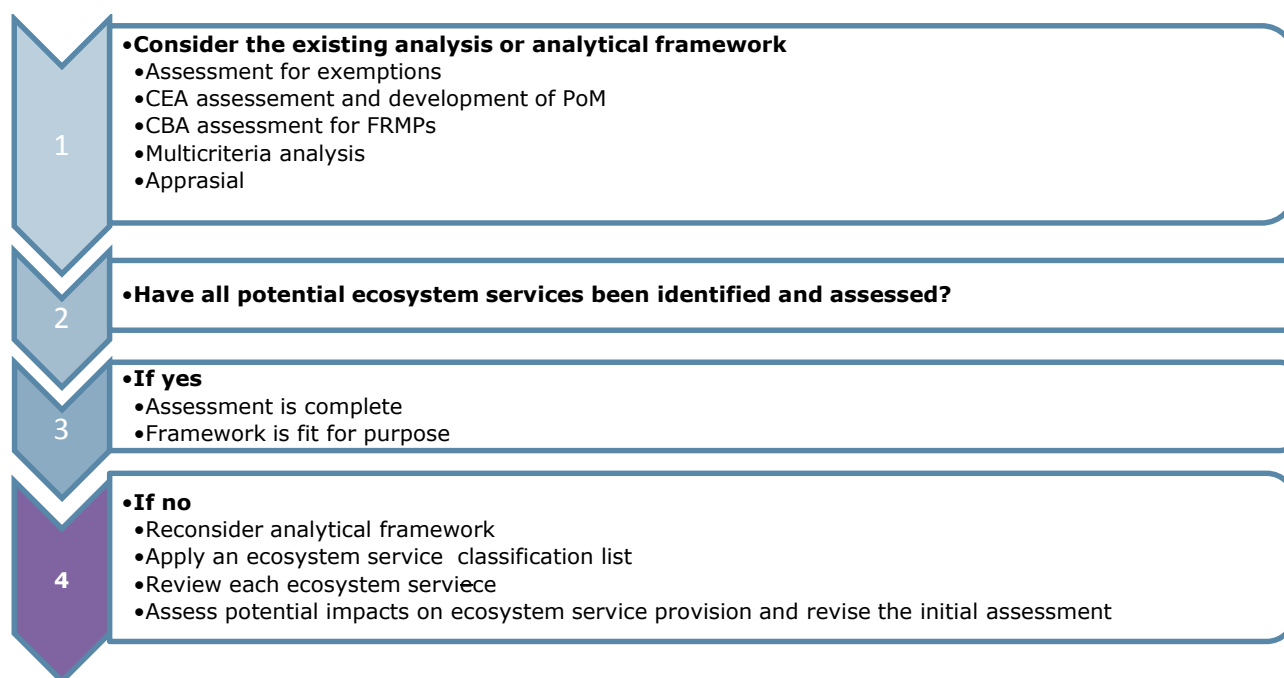 1
•Consider the existing analysis or analytical framework
•Assessment for exemptions
•CEA assessement and development of PoM
•CBA assessment for FRMPs
•Multicriteria analysis
•Apprasial
2
•Have all potential ecosystem services been identified and assessed?
3
•If yes
•Assessment is complete
•Framework is fit for purpose
4
•If no
•Reconsider analytical framework
•Apply an ecosystem service  classification list
•Review each ecosystem serviece
•Assess potential impacts on ecosystem service provision and revise the initial assessment